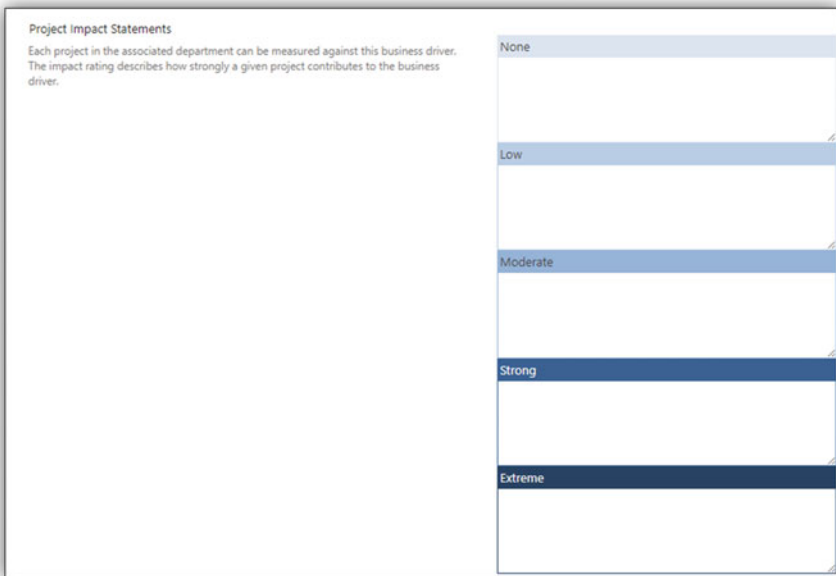 Project Impact Statements
Each project in the associated department can be measured against this business driver.
The impact rating describes how strongly a given project contributes to the business
driver.
None
Low
Moderate
Strong
Extreme